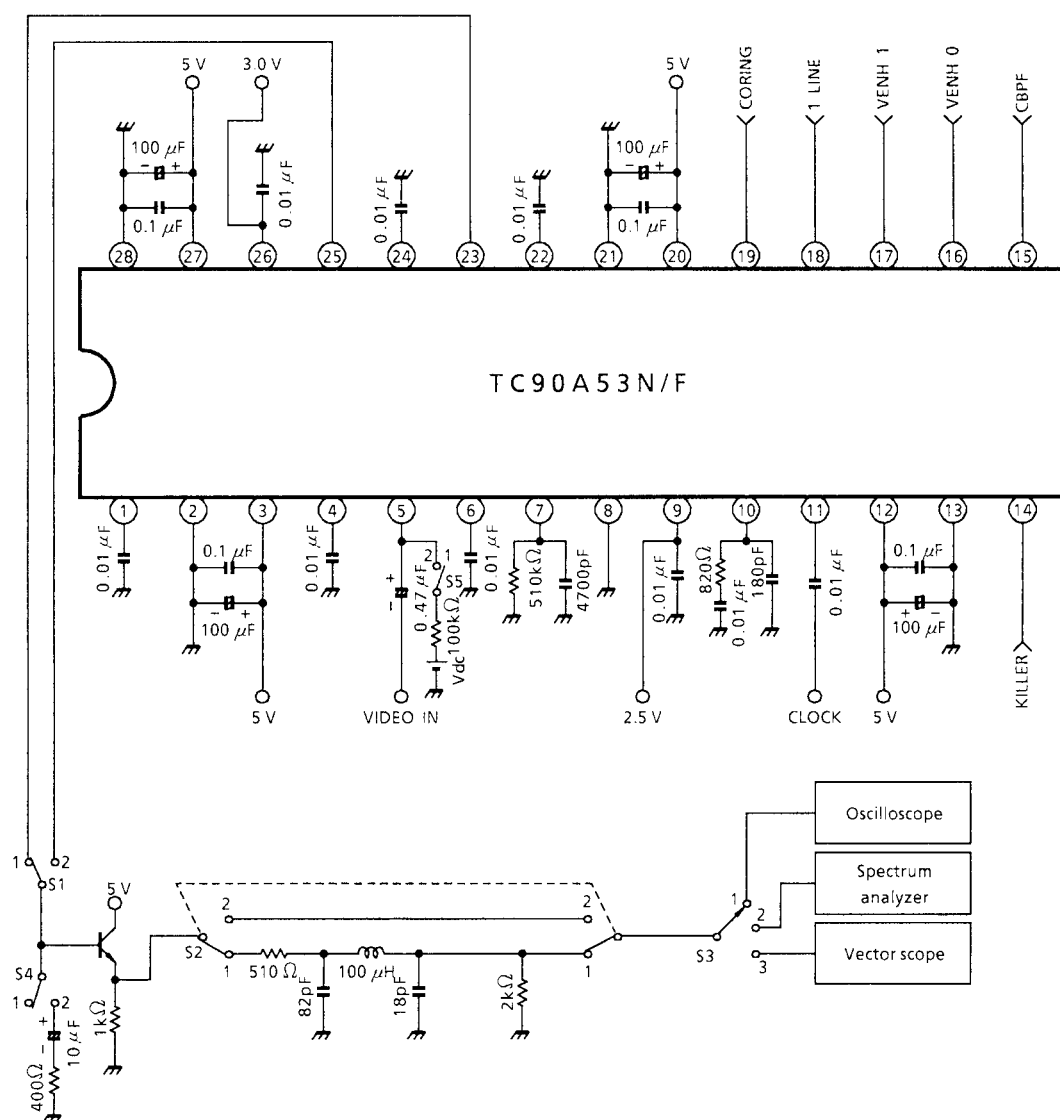 5 V
3.0 V
5 V
CORING
1 LINE
VENH 1
VENH 0
CBPF
100 μF
- +
0.1 μF
0.01 μF
0.01 μF
0.01 μF
100 μF
- +
0.1 μF
28
27
26
25
24
23
22
21
20
19
18
17
16
15
TC90A53N/F
1
2
3
4
5
6
7
8
9
10
11
12
13
14
0.01 μF
0.1 μF
100 μF
+
5 V
0.01 μF
+
-
0.47 μF
VIDEO IN
2
1
S5
100kΩ
Vdc
0.01 μF
510kΩ
4700pF
2.5 V
0.01 μF
820Ω
0.01 μF
180pF
0.01 μF
CLOCK
0.1 μF
+ -
100 μF
5 V
KILLER
Oscilloscope
Spectrum
analyzer
Vector scope
1
2
S1
5 V
S4
1
2
+
-
10 μF
400Ω
1kΩ
S2
2
1
510 Ω
82pF
100 μH
18pF
2kΩ
2
1
S3
1
2
3